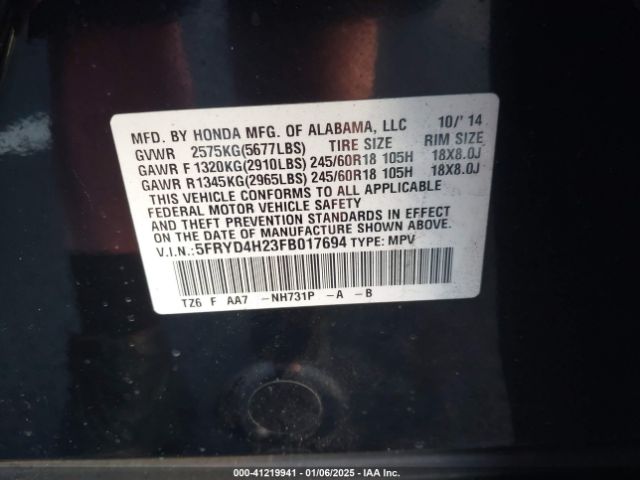 MFD. BY HONDA MFG. OF ALABAMA, LLC 10/'14
GVWR 2575KG(5677LBS) TIRE SIZE RIM SIZE
GAWR F 1320KG(2910LBS) 245/60R18 105H 18X8.0J
GAWR R1345KG(2965LBS) 245/60R18 105H 18X8.0J
THIS VEHICLE CONFORMS TO ALL APPLICABLE
FEDERAL MOTOR VEHICLE SAFETY
AND THEFT PREVENTION STANDARDS IN EFFECT
ON THE DATE OF MANUFACTURE SHOWN ABOVE.
V.I.N.:5FRYD4H23FB017694 TYPE: MPV
TZ6 F AA7 -NH731P -A -B
000-41219941 - 01/06/2025 - IAA Inc.